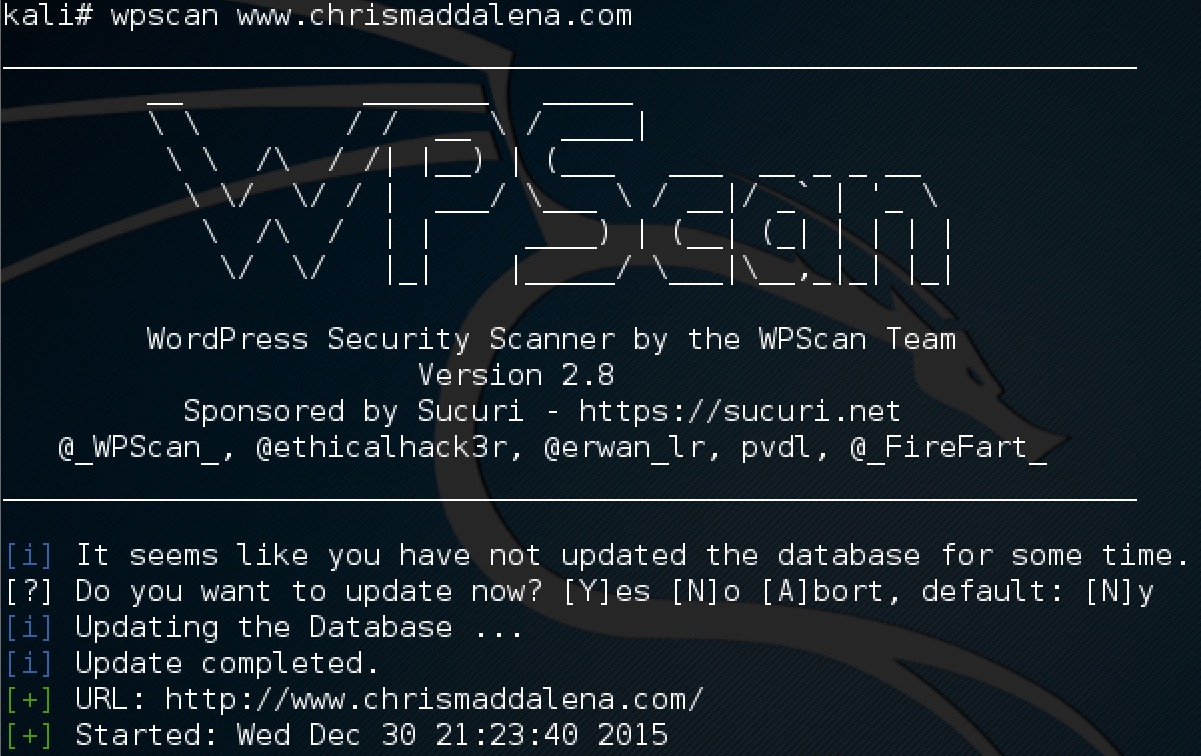 kali# wpscan www.chrismaddalena.com
WPScan
WordPress Security Scanner by the WPScan Team
Version 2.8
Sponsored by Sucuri - https://sucuri.net
@_WPScan_, @ethicalhack3r, @erwan_lr, pvdl, @_FireFart_
[i] It seems like you have not updated the database for some time.
[?] Do you want to update now? [Y]es [N]o [A]bort, default: [N]y
[i] Updating the Database ...
[i] Update completed.
[+] URL: http://www.chrismaddalena.com/
[+] Started: Wed Dec 30 21:23:40 2015